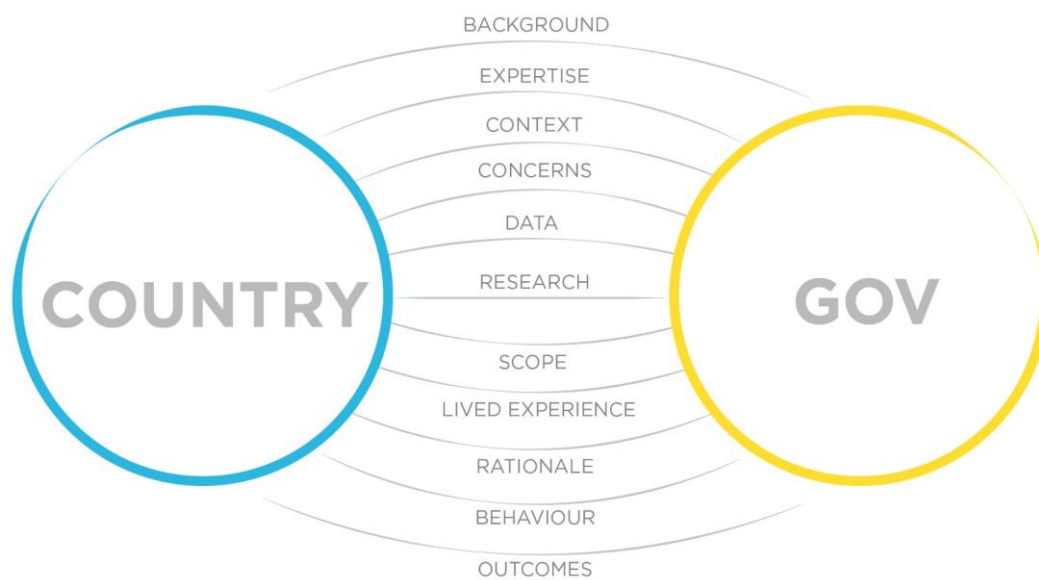 BACKGROUND
EXPERTISE
CONTEXT
CONCERNS
DATA
RESEARCH
COUNTRY
GOV
SCOPE
LIVED EXPERIENCE
RATIONALE
BEHAVIOUR
OUTCOMES